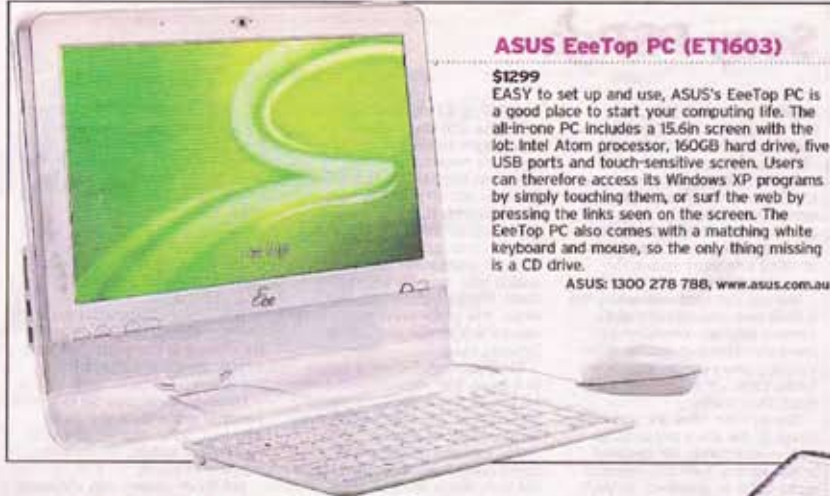 ASUS EeeTop PC (ET1603)
$1299
EASY to set up and use, ASUS's EeeTop PC is
a good place to start your computing life. The
all-in-one PC includes a 15.6in screen with the
lot: Intel Atom processor, 160GB hard drive, five
USB ports and touch-sensitive screen. Users
can therefore access its Windows XP programs
by simply touching them, or surf the web by
pressing the links seen on the screen. The
EeeTop PC also comes with a matching white
keyboard and mouse, so the only thing missing
is a CD drive.
ASUS: 1300 278 788, www.asus.com.au
Eee